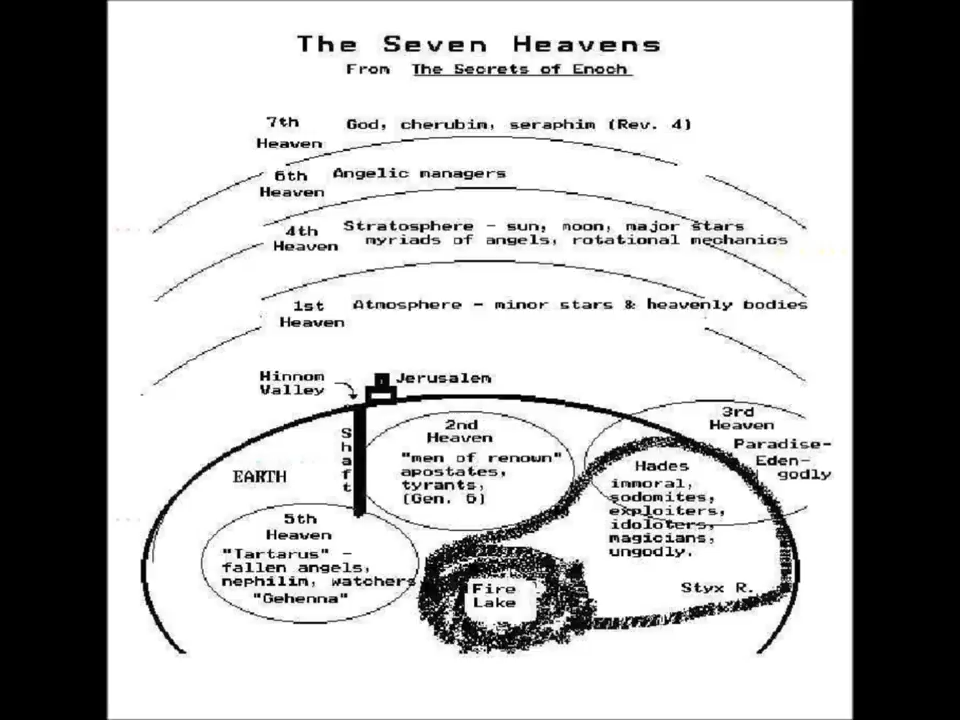 The Seven Heavens
From The Secrets of Enoch
7th
Heaven
God, cherubim, seraphim (Rev. 4)
6th
Heaven
Angelic managers
4th
Heaven
Stratosphere - sun, moon, major stars
myriads of angels, rotational mechanics
1st
Heaven
Atmosphere - minor stars & heavenly bodies
Hinnom
Valley
Jerusalem
Shaft
EARTH
2nd
Heaven
"men of renown"
apostates,
tyrants,
(Gen. 6)
3rd
Heaven
Paradise-
Eden-
godly
Hades
immoral,
sodomites,
exploiters,
idoloters,
magicians,
ungodly.
5th
Heaven
"Tartarus" -
fallen angels,
nephilim, watchers
"Gehenna"
Fire
Lake
Styx R.